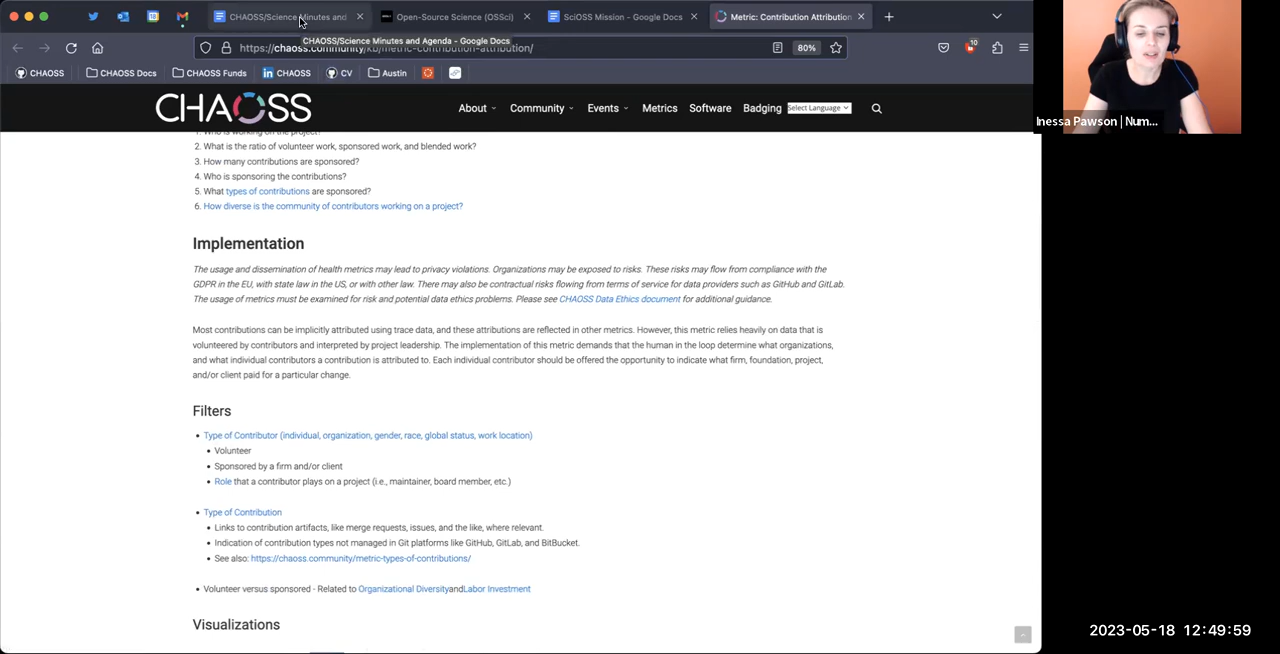 CHAOSS/Science Minutes and
Open-Source Science (OSSci)
SciOSS Mission - Google Docs
Metric: Contribution Attribution
https://chaoss.community/kb/metric-contribution-attribution/
CHAOSS/Science Minutes and Agenda - Google Docs
80%
10
CHAOSS
CHAOSS Docs
CHAOSS Funds
CHAOSS
CV
Austin
CHAOSS
About
Community
Events
Metrics
Software
Badging
Select Language
Inessa Pawson | Num...
1. Who is working on the project?
2. What is the ratio of volunteer work, sponsored work, and blended work?
3. How many contributions are sponsored?
4. Who is sponsoring the contributions?
5. What types of contributions are sponsored?
6. How diverse is the community of contributors working on a project?
Implementation
The usage and dissemination of health metrics may lead to privacy violations. Organizations may be exposed to risks. These risks may flow from compliance with the
GDPR in the EU, with state law in the US, or with other law. There may also be contractual risks flowing from terms of service for data providers such as GitHub and GitLab.
The usage of metrics must be examined for risk and potential data ethics problems. Please see CHAOSS Data Ethics document for additional guidance.
Most contributions can be implicitly attributed using trace data, and these attributions are reflected in other metrics. However, this metric relies heavily on data that is
volunteered by contributors and interpreted by project leadership. The implementation of this metric demands that the human in the loop determine what organizations,
and what individual contributors a contribution is attributed to. Each individual contributor should be offered the opportunity to indicate what firm, foundation, project,
and/or client paid for a particular change.
Filters
• Type of Contributor (individual, organization, gender, race, global status, work location)
• Volunteer
• Sponsored by a firm and/or client
• Role that a contributor plays on a project (i.e., maintainer, board member, etc.)
• Type of Contribution
• Links to contribution artifacts, like merge requests, issues, and the like, where relevant.
• Indication of contribution types not managed in Git platforms like GitHub, GitLab, and BitBucket.
• See also: https://chaoss.community/metric-types-of-contributions/
• Volunteer versus sponsored - Related to Organizational DiversityandLabor Investment
Visualizations
2023-05-18 12:49:59